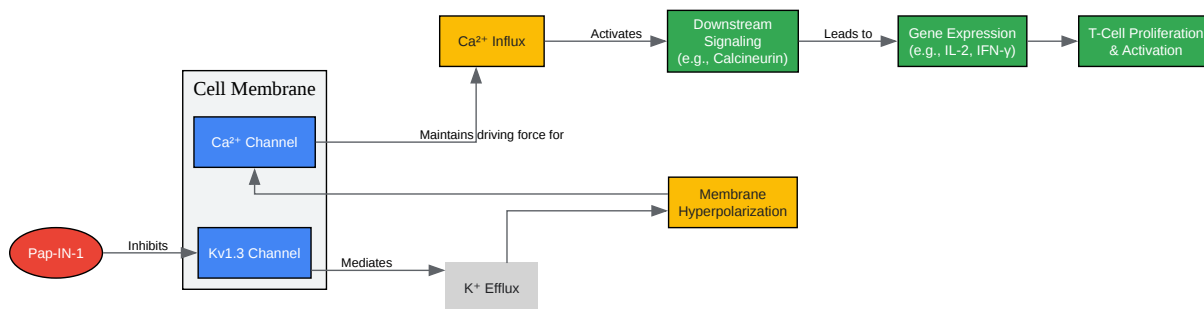 Ca²⁺ Influx
Activates
Downstream
Signaling
(e.g., Calcineurin)
Leads to
Gene Expression
(e.g., IL-2, IFN-γ)
T-Cell Proliferation
& Activation
Cell Membrane
Ca²⁺ Channel
Maintains driving force for
Membrane
Hyperpolarization
Pap-IN-1
Inhibits
Kv1.3 Channel
Mediates
K⁺ Efflux